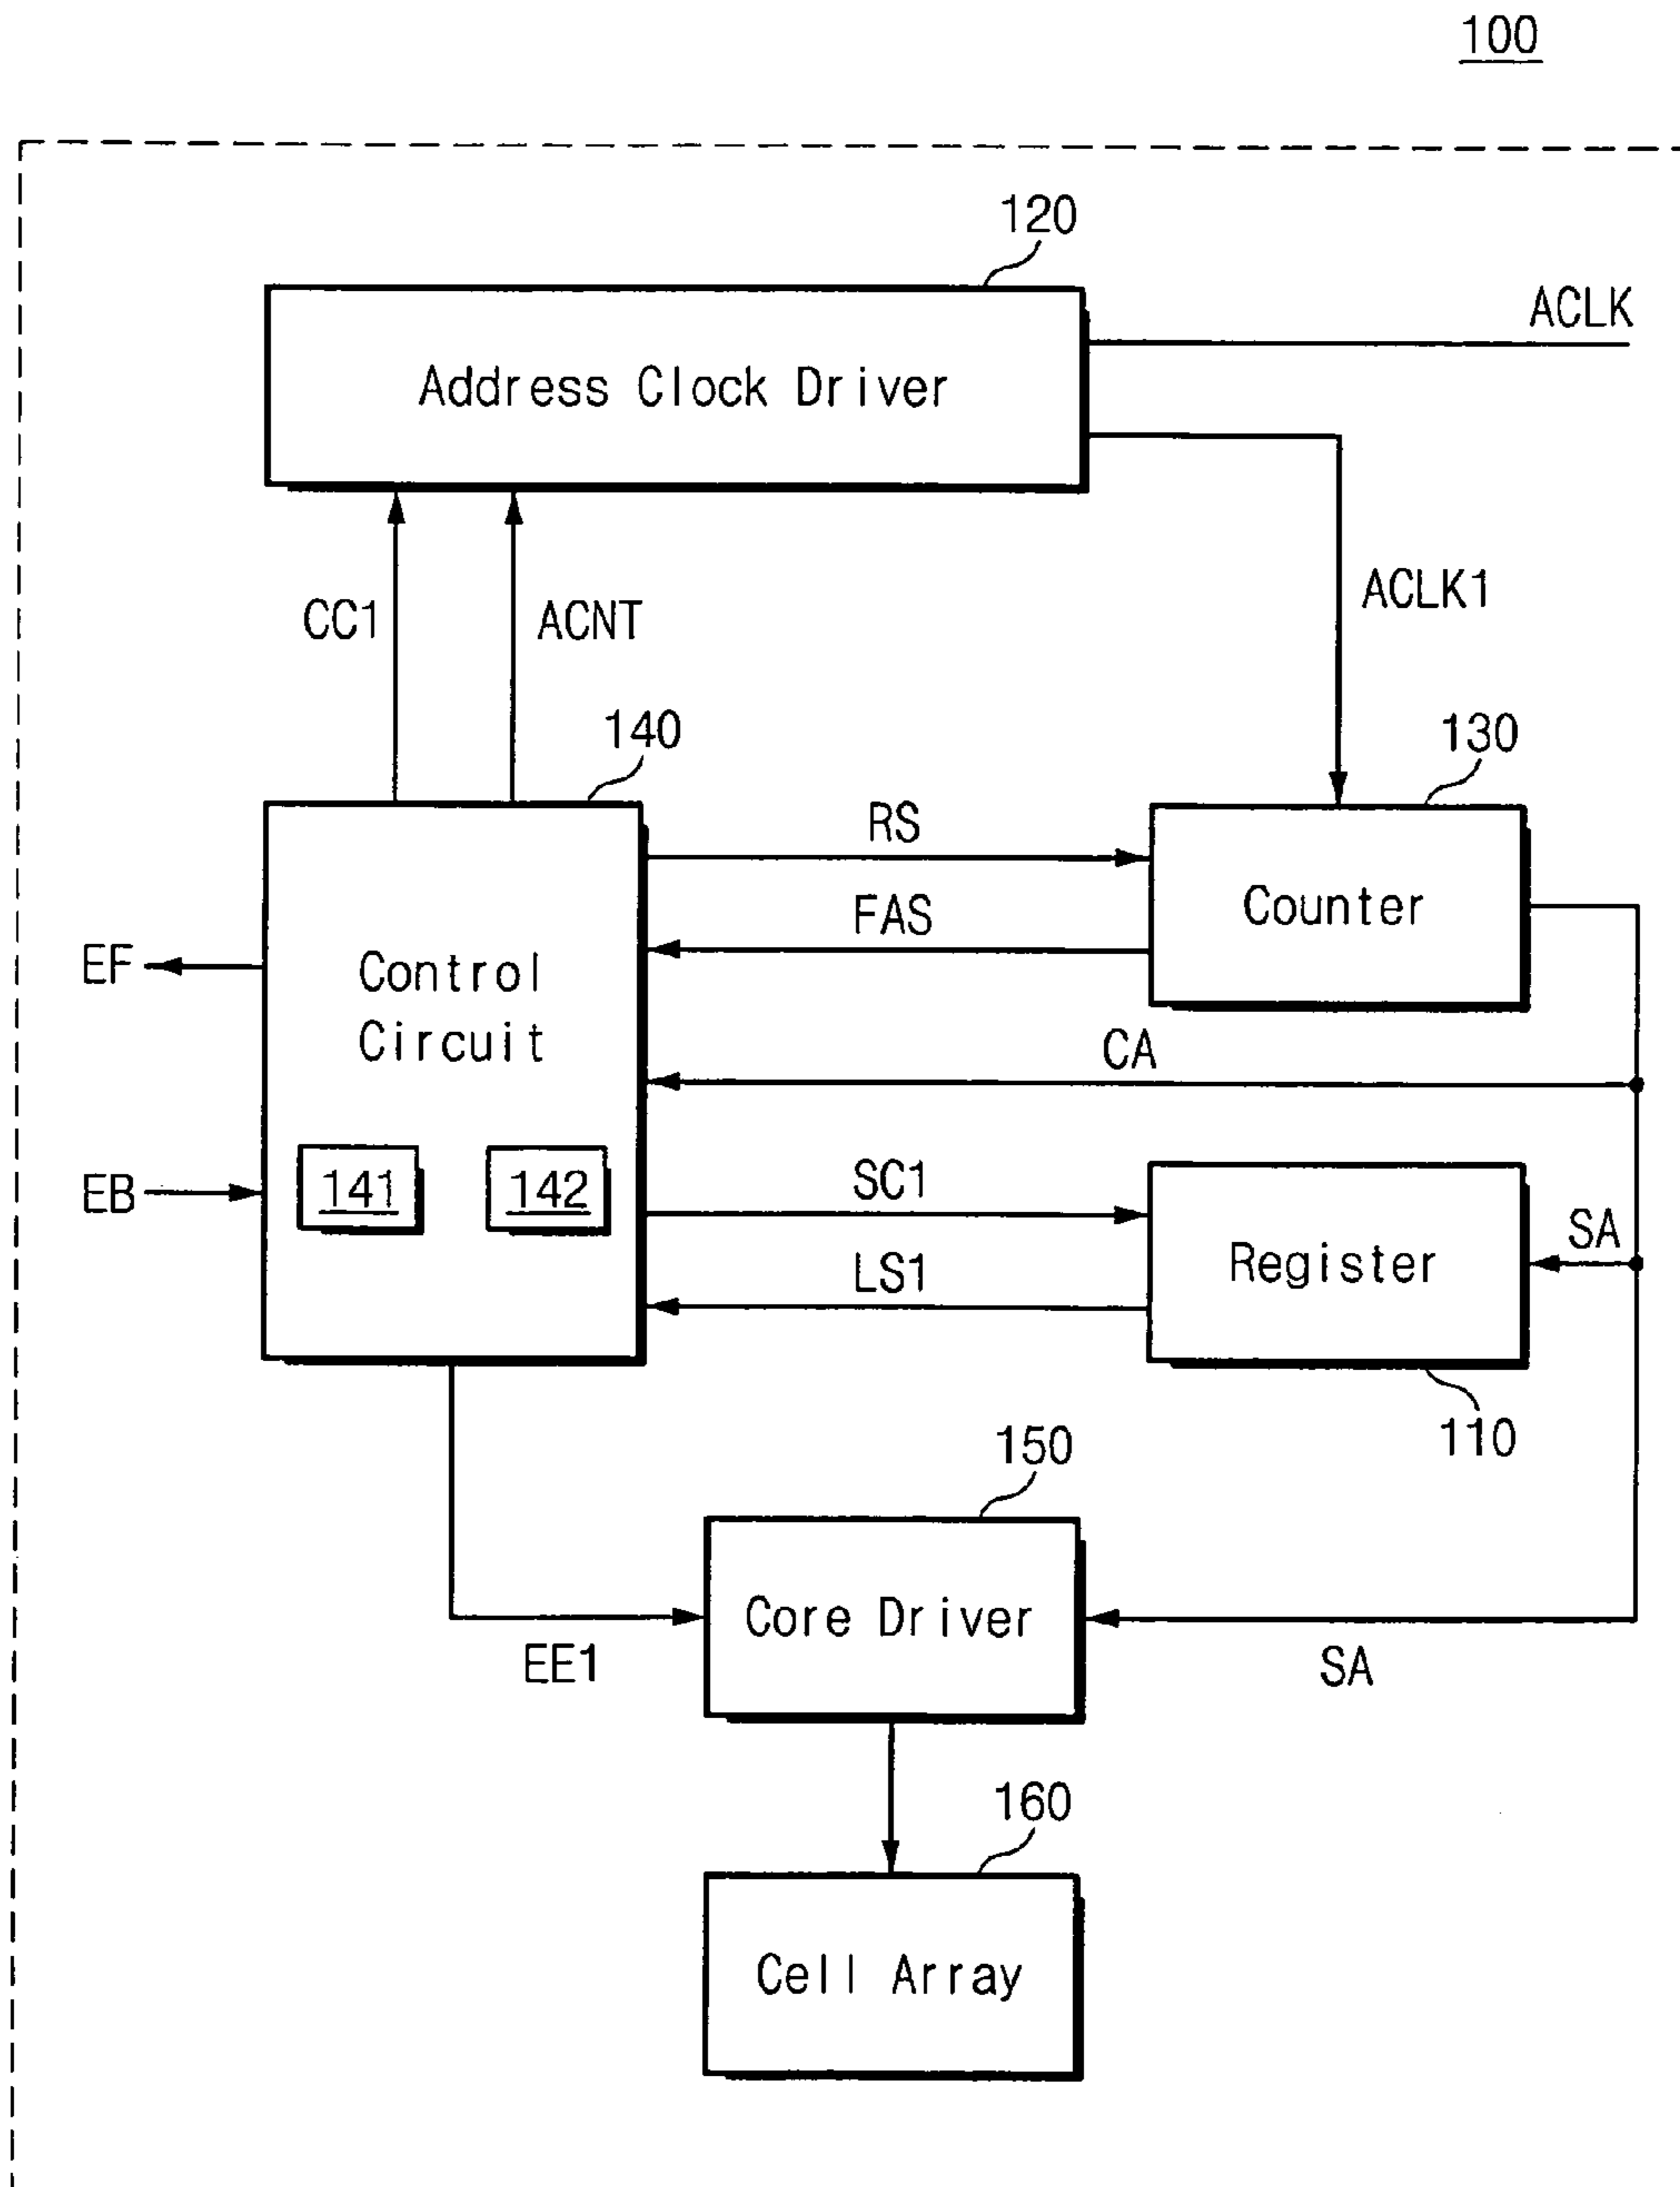 100
120
ACLK
Address Clock Driver
CC1
ACNT
ACLK1
140
130
RS
Counter
FAS
EF
Control
Circuit
CA
EB
141
142
SC1
SA
Register
LS1
110
150
Core Driver
EE1
SA
160
Cell Array